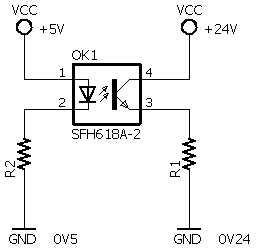 VCC VCC
+5V +24V
OK1
1 4
2 3
SFH618A-2
R2 R1
GND 0V5 GND 0V24